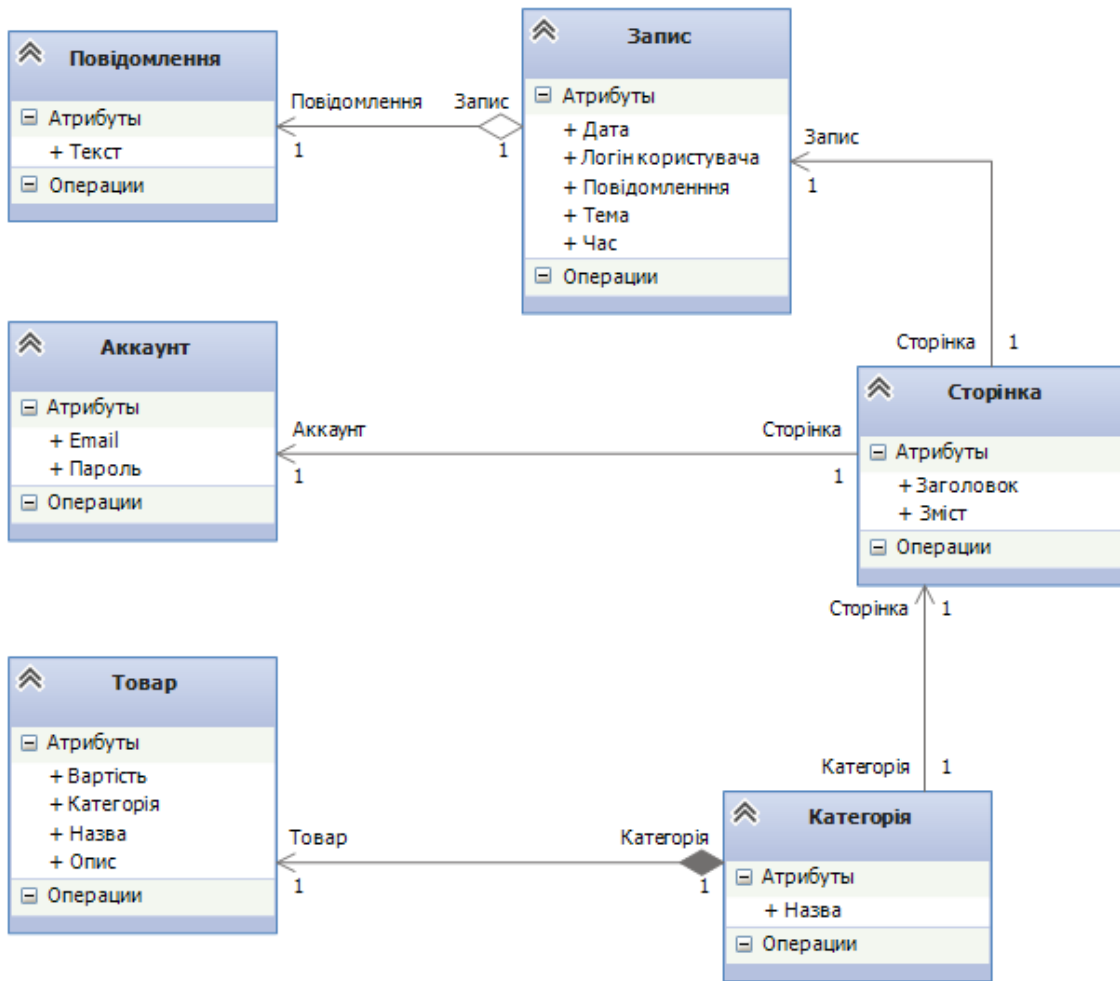 Повідомлення
Атрибуты
+ Текст
Операции
Повідомлення
1
Запис
1
Запис
Атрибуты
+ Дата
+ Логін користувача
+ Повідомленння
+ Тема
+ Час
Операции
Запис
1
Сторінка
1
Аккаунт
Атрибуты
+ Email
+ Пароль
Операции
Аккаунт
1
Сторінка
1
Сторінка
Атрибуты
+ Заголовок
+ Зміст
Операции
Сторінка
1
Категорія
1
Товар
Атрибуты
+ Вартість
+ Категорія
+ Назва
+ Опис
Операции
Товар
1
Категорія
1
Категорія
Атрибуты
+ Назва
Операции